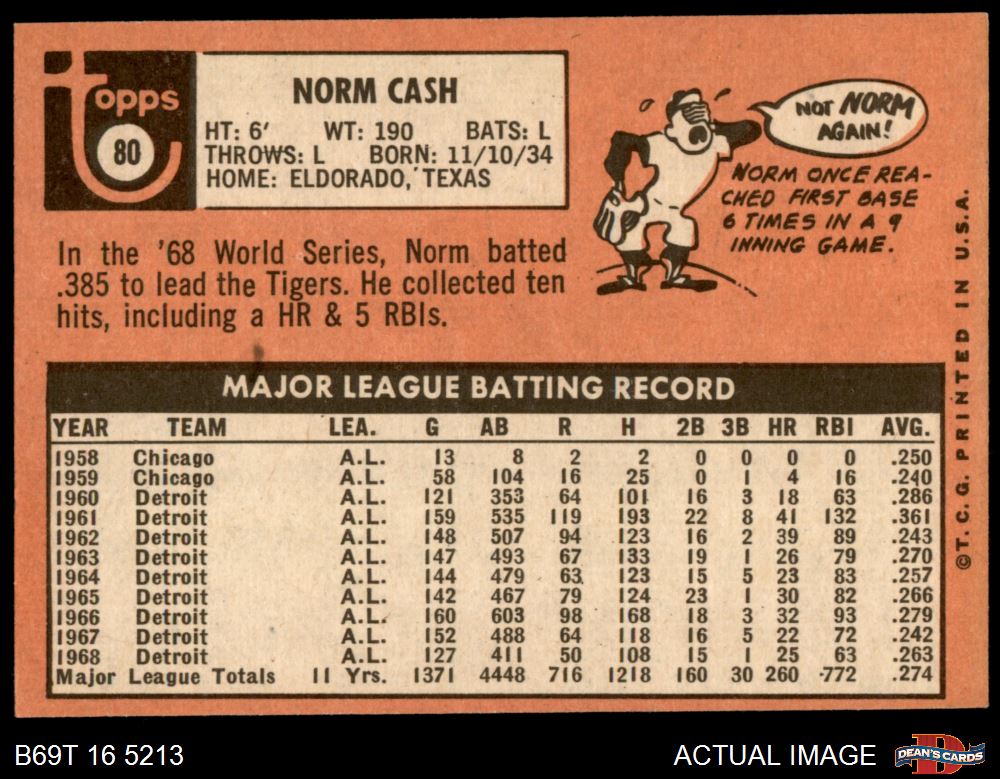 topps
80
NORM CASH
HT: 6' WT: 190 BATS: L
THROWS: L BORN: 11/10/34
HOME: ELDORADO, TEXAS
NOT NORM
AGAIN!
NORM ONCE REA-
CHED FIRST BASE
6 TIMES IN A 9
INNING GAME.
In the '68 World Series, Norm batted
.385 to lead the Tigers. He collected ten
hits, including a HR & 5 RBIs.
MAJOR LEAGUE BATTING RECORD
YEAR TEAM LEA. G AB R H 2B 3B HR RBI AVG.
1958 Chicago A.L. 13 8 2 2 0 0 0 0 .250
1959 Chicago A.L. 58 104 16 25 0 1 4 16 .240
1960 Detroit A.L. 121 353 64 101 16 3 18 63 .286
1961 Detroit A.L. 159 535 119 193 22 8 41 132 .361
1962 Detroit A.L. 148 507 94 123 16 2 39 89 .243
1963 Detroit A.L. 147 493 67 133 19 1 26 79 .270
1964 Detroit A.L. 144 479 63 123 15 5 23 83 .257
1965 Detroit A.L. 142 467 79 124 23 1 30 82 .266
1966 Detroit A.L. 160 603 98 168 18 3 32 93 .279
1967 Detroit A.L. 152 488 64 118 16 5 22 72 .242
1968 Detroit A.L. 127 411 50 108 15 1 25 63 .263
Major League Totals 11 Yrs. 1371 4448 716 1218 160 30 260 772 .274
©T.C.G. PRINTED IN U.S.A.
B69T 16 5213
ACTUAL IMAGE
DEAN'S CARDS